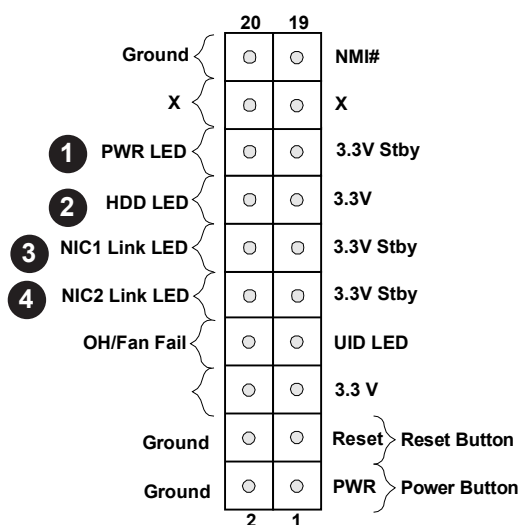 20 19
Ground NMI#
X X
1 PWR LED 3.3V Stby
2 HDD LED 3.3V
3 NIC1 Link LED 3.3V Stby
4 NIC2 Link LED 3.3V Stby
OH/Fan Fail UID LED
3.3 V
Ground Reset Reset Button
Ground PWR Power Button
2 1